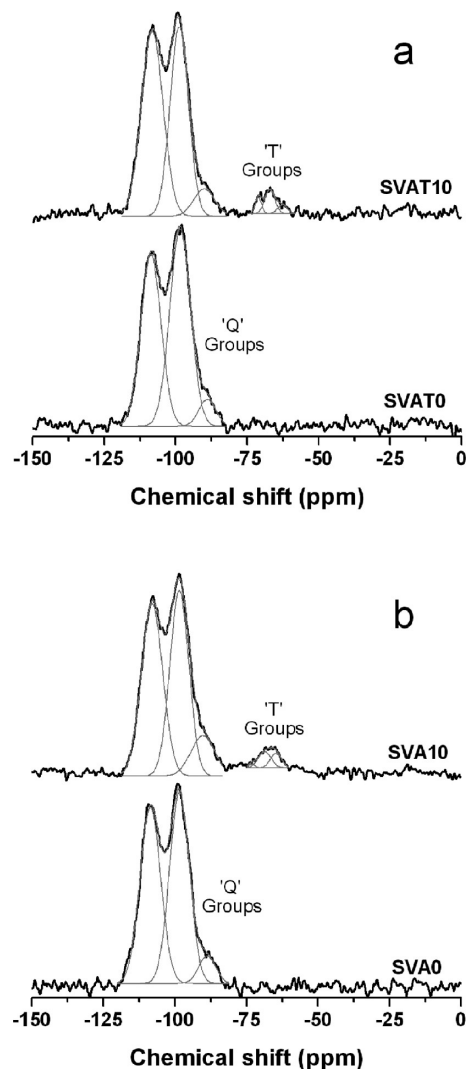 a
'T'
Groups
SVAT10
'Q'
Groups
SVAT0
-150 -125 -100 -75 -50 -25 0
Chemical shift (ppm)
b
'T'
Groups
SVA10
'Q'
Groups
SVA0
-150 -125 -100 -75 -50 -25 0
Chemical shift (ppm)